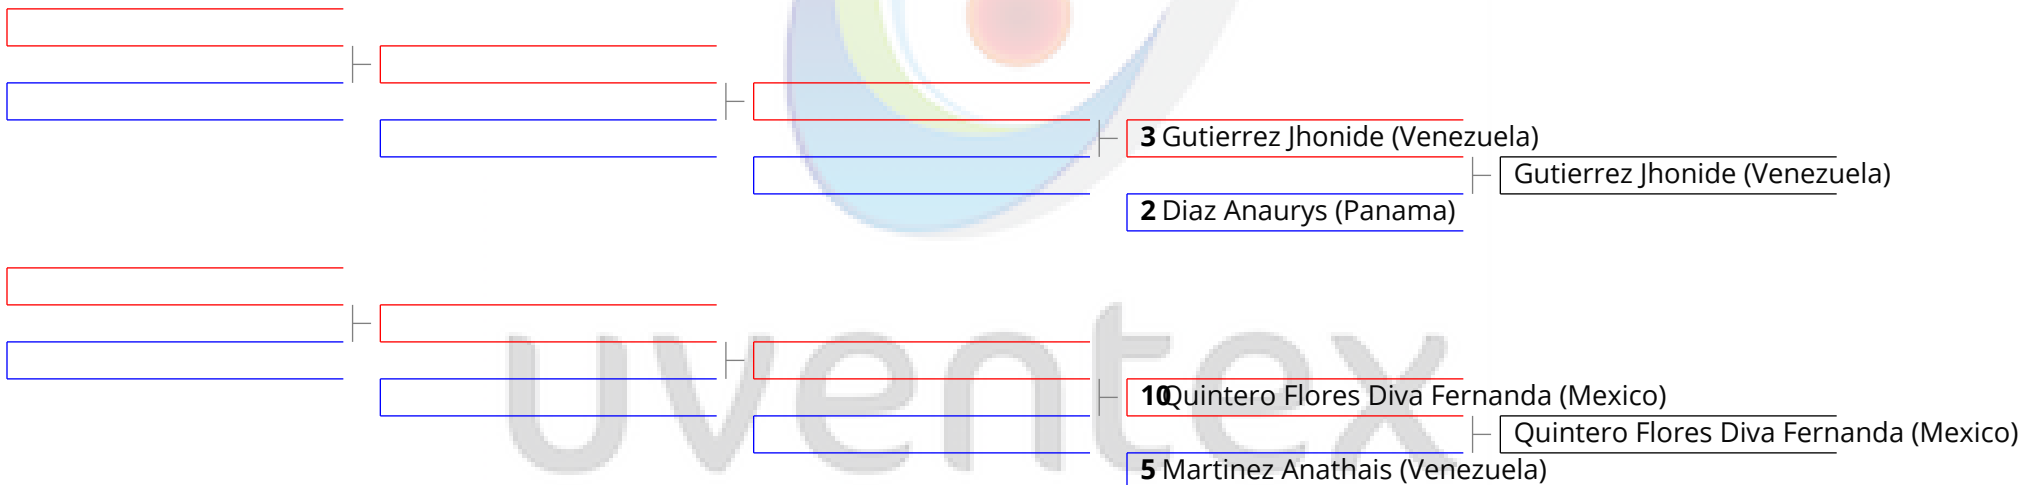 3 Gutierrez Jhonide (Venezuela)
Gutierrez Jhonide (Venezuela)
2 Diaz Anaurys (Panama)
uventex
10 Quintero Flores Diva Fernanda (Mexico)
Quintero Flores Diva Fernanda (Mexico)
5 Martinez Anathais (Venezuela)